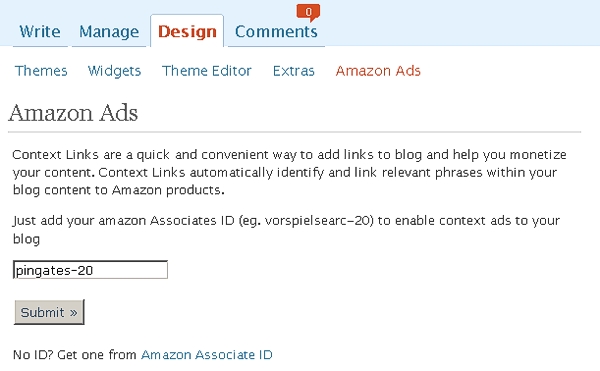 0
Write Manage Design Comments
Themes Widgets Theme Editor Extras Amazon Ads
Amazon Ads
Context Links are a quick and convenient way to add links to blog and help you monetize
your content. Context Links automatically identify and link relevant phrases within your
blog content to Amazon products.
Just add your amazon Associates ID (eg. vorspielsearc-20) to enable context ads to your
blog
pingates-20
Submit »
No ID? Get one from Amazon Associate ID